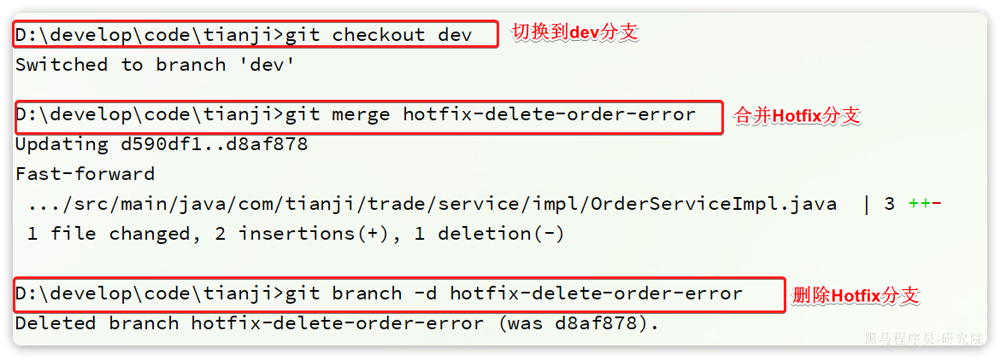 D:\develop\code\tianji>git checkout dev 切换到dev分支
Switched to branch 'dev'
D:\develop\code\tianji>git merge hotfix-delete-order-error 合并Hotfix分支
Updating d590df1..d8af878
Fast-forward
.../src/main/java/com/tianji/trade/service/impl/OrderServiceImpl.java | 3 ++-
1 file changed, 2 insertions(+), 1 deletion(-)
D:\develop\code\tianji>git branch -d hotfix-delete-order-error 删除Hotfix分支
Deleted branch hotfix-delete-order-error (was d8af878).
黑马程序员-研究院